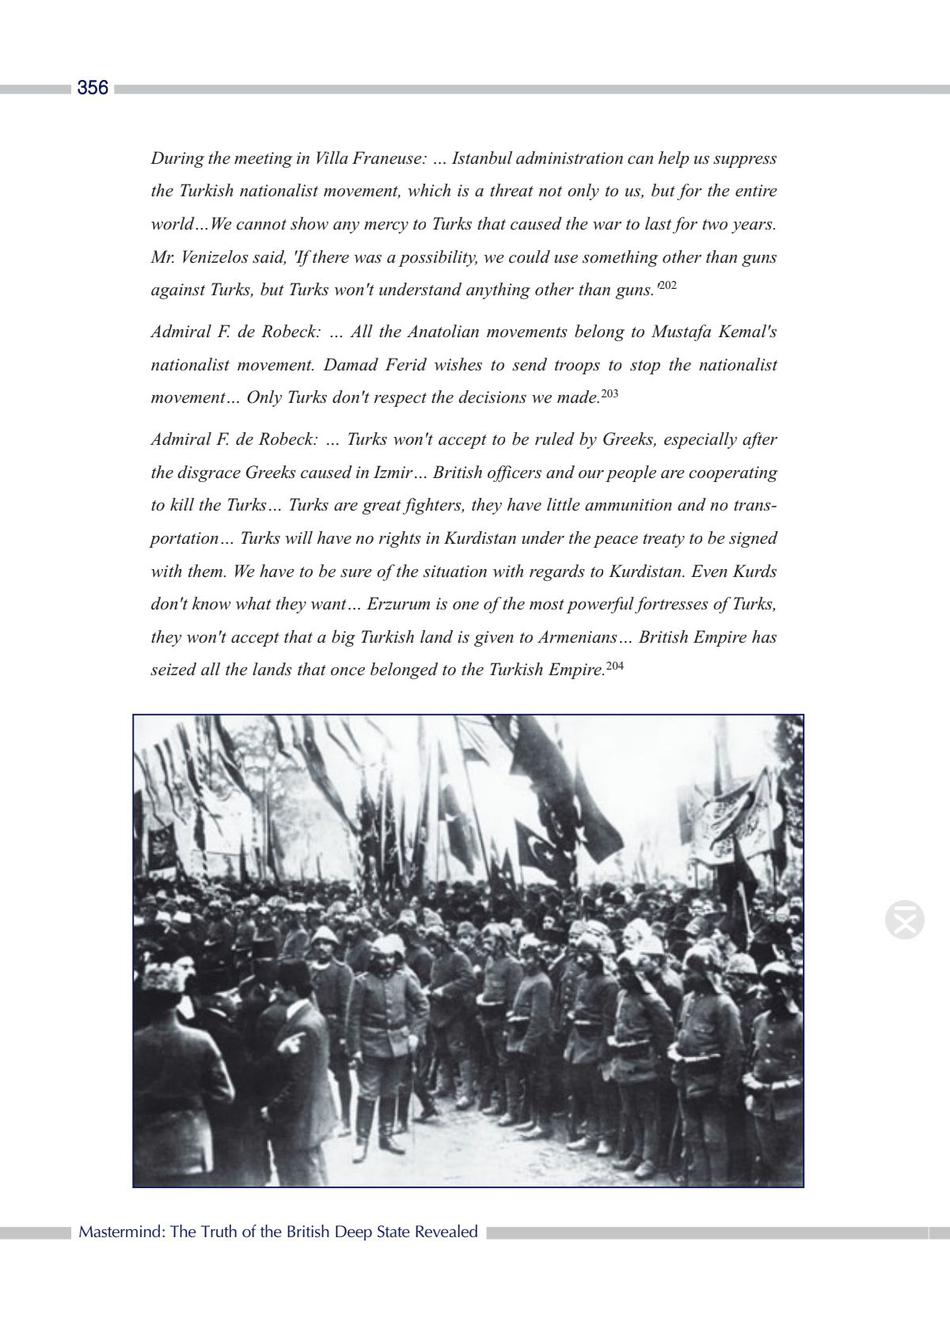 356
During the meeting in Villa Franeuse: … Istanbul administration can help us suppress
the Turkish nationalist movement, which is a threat not only to us, but for the entire
world…We cannot show any mercy to Turks that caused the war to last for two years.
Mr. Venizelos said, 'If there was a possibility, we could use something other than guns
against Turks, but Turks won't understand anything other than guns.'202
Admiral F. de Robeck: … All the Anatolian movements belong to Mustafa Kemal's
nationalist movement. Damad Ferid wishes to send troops to stop the nationalist
movement… Only Turks don't respect the decisions we made.203
Admiral F. de Robeck: … Turks won't accept to be ruled by Greeks, especially after
the disgrace Greeks caused in Izmir… British officers and our people are cooperating
to kill the Turks… Turks are great fighters, they have little ammunition and no trans-
portation… Turks will have no rights in Kurdistan under the peace treaty to be signed
with them. We have to be sure of the situation with regards to Kurdistan. Even Kurds
don't know what they want… Erzurum is one of the most powerful fortresses of Turks,
they won't accept that a big Turkish land is given to Armenians… British Empire has
seized all the lands that once belonged to the Turkish Empire.204
Mastermind: The Truth of the British Deep State Revealed